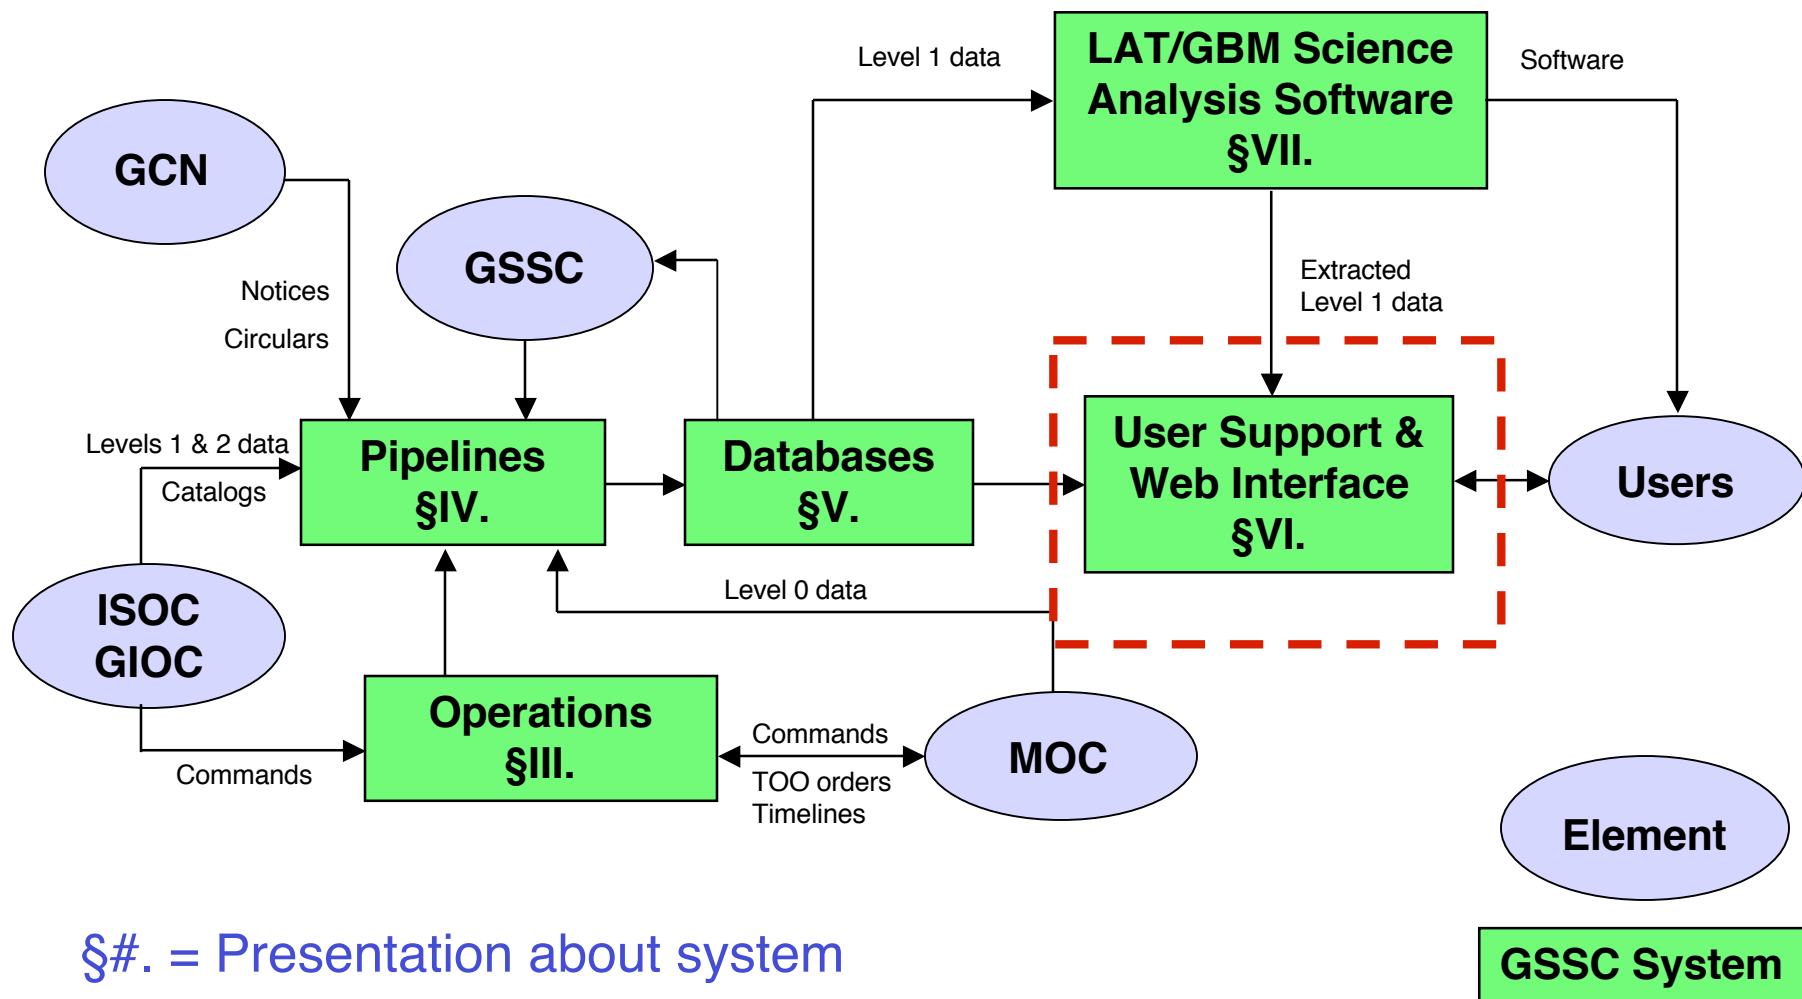 Level 1 data
LAT/GBM Science
Analysis Software
§VII.
Software
GCN
GSSC
Notices
Circulars
Extracted
Level 1 data
Levels 1 & 2 data
Catalogs
Pipelines
§IV.
Databases
§V.
User Support &
Web Interface
§VI.
Users
Level 0 data
ISOC
GIOC
Operations
§III.
Commands
Commands
TOO orders
Timelines
MOC
Element
§#. = Presentation about system
GSSC System